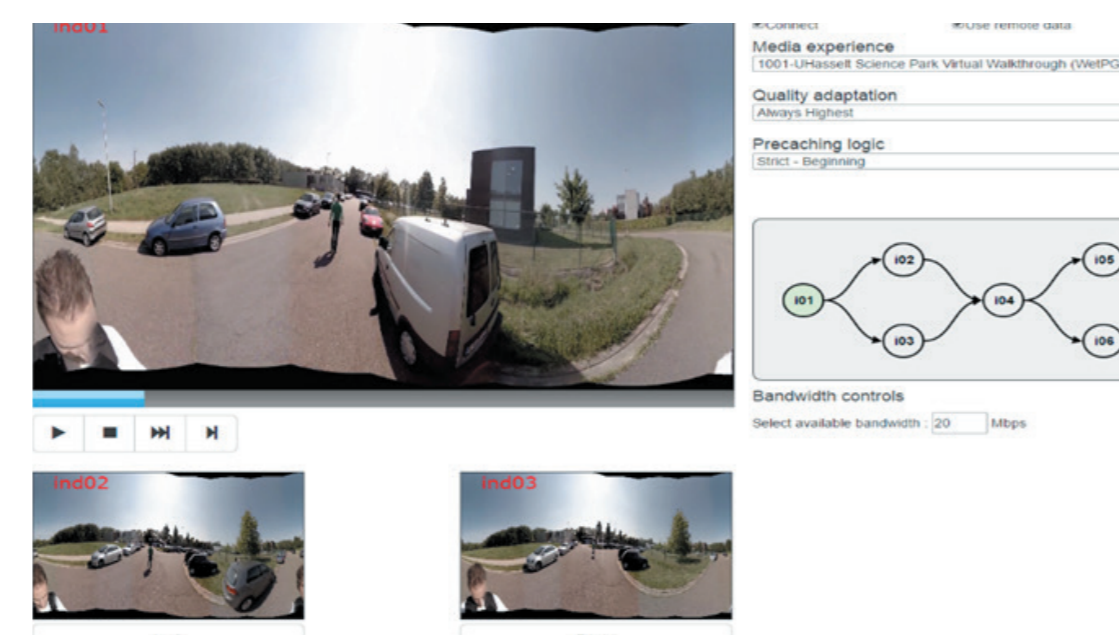 ind01
Connect Use remote data
Media experience
1001-UHasselt Science Park Virtual Walkthrough (WetPG
Quality adaptation
Always Highest
Precaching logic
Strict - Beginning
i02 i05
i01 i04
i03 i06
Bandwidth controls
Select available bandwidth : 20 Mbps
ind02 ind03